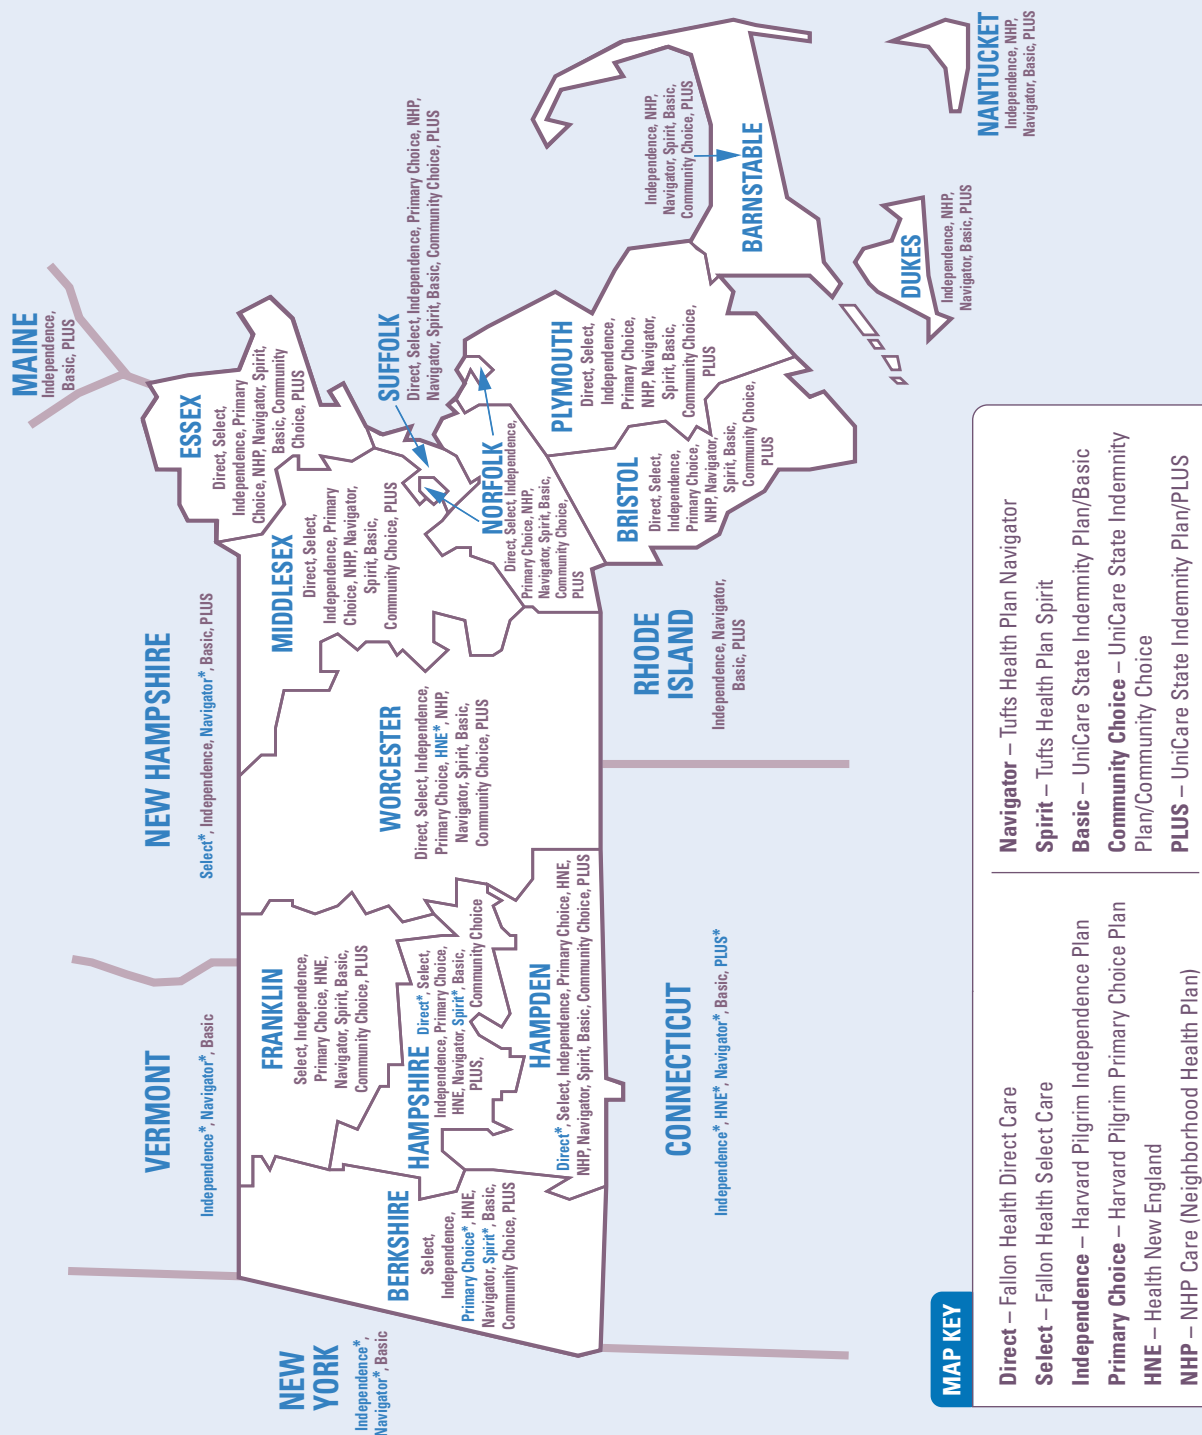 MAINE
Independence,
Basic, PLUS
VERMONT
Independence*, Navigator*, Basic
NEW HAMPSHIRE
Select*, Independence, Navigator*, Basic, PLUS
NEW
YORK
Independence*,
Navigator*, Basic
BERKSHIRE
Select,
Independence,
Primary Choice*, HNE,
Navigator, Spirit*, Basic,
Community Choice, PLUS
FRANKLIN
Select, Independence,
Primary Choice, HNE,
Navigator, Spirit, Basic,
Community Choice, PLUS
HAMPSHIRE
Direct*, Select,
Independence, Primary Choice,
HNE, Navigator, Spirit*, Basic,
PLUS, Community Choice
HAMPDEN
Direct*, Select, Independence, Primary Choice, HNE,
NHP, Navigator, Spirit, Basic, Community Choice, PLUS
WORCESTER
Direct, Select, Independence,
Primary Choice, HNE*, NHP,
Navigator, Spirit, Basic,
Community Choice, PLUS
MIDDLESEX
Direct, Select,
Independence, Primary
Choice, NHP, Navigator,
Spirit, Basic,
Community Choice, PLUS
ESSEX
Direct, Select,
Independence, Primary
Choice, NHP, Navigator, Spirit,
Basic, Community
Choice, PLUS
SUFFOLK
Direct, Select, Independence, Primary Choice, NHP,
Navigator, Spirit, Basic, Community Choice, PLUS
NORFOLK
Direct, Select, Independence,
Primary Choice, NHP,
Navigator, Spirit, Basic,
Community Choice,
PLUS
PLYMOUTH
Direct, Select,
Independence,
Primary Choice,
NHP, Navigator,
Spirit, Basic,
Community Choice,
PLUS
BRISTOL
Direct, Select,
Independence,
Primary Choice,
NHP, Navigator,
Spirit, Basic,
Community Choice,
PLUS
Independence, NHP,
Navigator, Spirit, Basic,
Community Choice, PLUS
BARNSTABLE
DUKES
Independence, NHP,
Navigator, Basic, PLUS
NANTUCKET
Independence, NHP,
Navigator, Basic, PLUS
CONNECTICUT
Independence*, HNE*, Navigator*, Basic, PLUS*
RHODE
ISLAND
Independence, Navigator,
Basic, PLUS
MAP KEY
Direct – Fallon Health Direct Care
Select – Fallon Health Select Care
Independence – Harvard Pilgrim Independence Plan
Primary Choice – Harvard Pilgrim Primary Choice Plan
HNE – Health New England
NHP – NHP Care (Neighborhood Health Plan)
Navigator – Tufts Health Plan Navigator
Spirit – Tufts Health Plan Spirit
Basic – UniCare State Indemnity Plan/Basic
Community Choice – UniCare State Indemnity
Plan/Community Choice
PLUS – UniCare State Indemnity Plan/PLUS